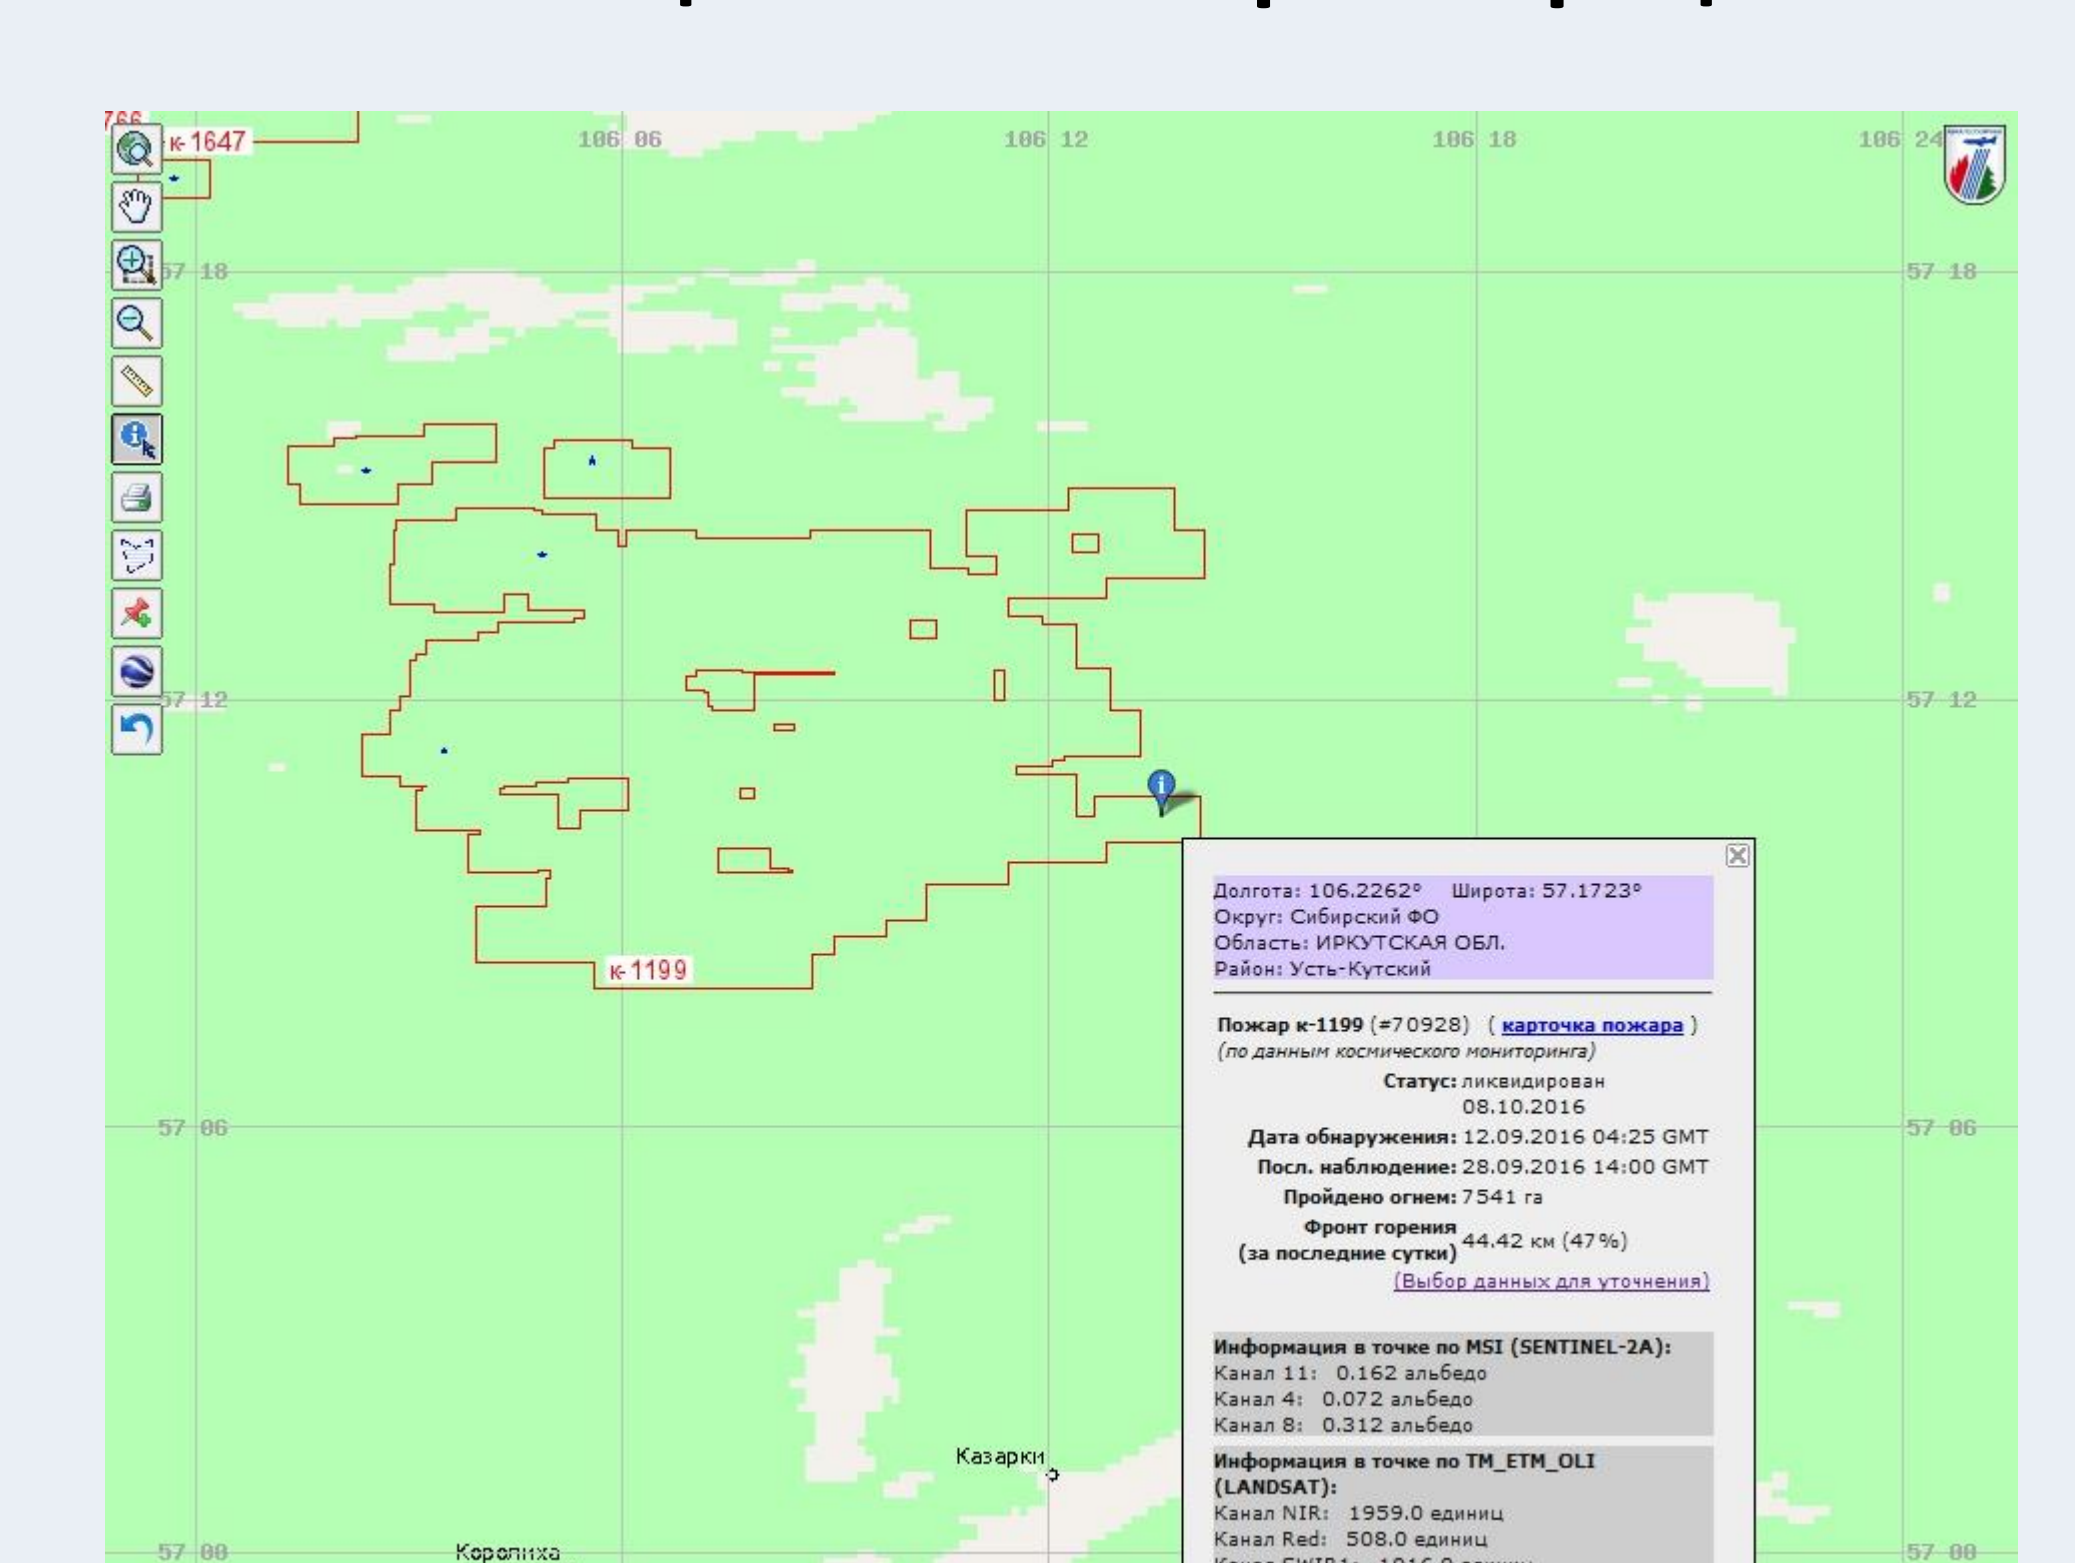 к-1647
106 06
106 12
106 18
106 24
57 18
57 18
57 12
57 12
к-1199
Долгота: 106.2262° Широта: 57.1723°
Округ: Сибирский ФО
Область: ИРКУТСКАЯ ОБЛ.
Район: Усть-Кутский
Пожар к-1199 (#70928) ( карточка пожара )
(по данным космического мониторинга)
Статус: ликвидирован
08.10.2016
57 06
57 06
Дата обнаружения: 12.09.2016 04:25 GMT
Посл. наблюдение: 28.09.2016 14:00 GMT
Пройдено огнем: 7541 га
Фронт горения
(за последние сутки) 44.42 км (47%)
(Выбор данных для уточнения)
Информация в точке по MSI (SENTINEL-2A):
Канал 11: 0.162 альбедо
Канал 4: 0.072 альбедо
Канал 8: 0.312 альбедо
Информация в точке по TM_ETM_OLI
(LANDSAT):
Канал NIR: 1959.0 единиц
Канал Red: 508.0 единиц
Казарки
57 00
57 00